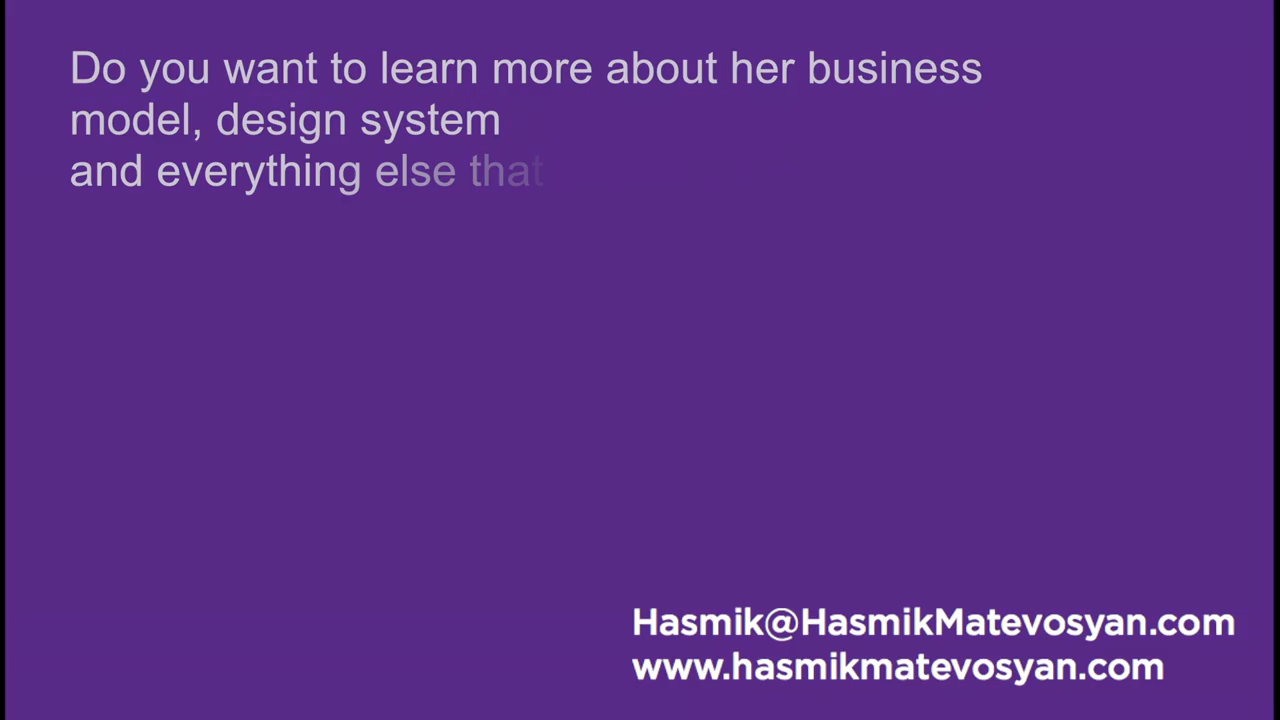 Do you want to learn more about her business
model, design system
and everything else that
Hasmik@HasmikMatevosyan.com
www.hasmikmatevosyan.com